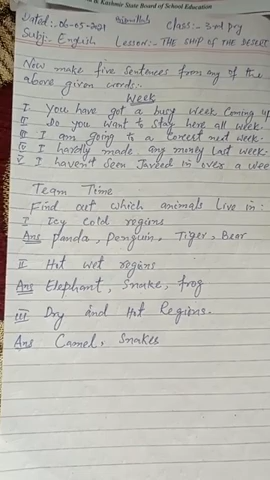 Kashmir State Board of School Education
Dated:- 06-05-2021 Class:- 3rd Pry
Subj:- English Lesson:- THE SHIP OF THE DESERT
Now make five sentences from any of the
above given words:-
Week
I. You have got a busy week coming up
II Do you want to stay here all week.
III I am going to a Concert next week.
IV I hardly made any money last week.
V I haven't seen Javeed in over a wee
Team Time
Find out which animals live in:
I Icy cold regions
Ans Panda, Penguin, Tiger, Bear
II Hot wet regions
Ans Elephant, Snake, frog
III Dry and Hot Regions.
Ans Camel, Snakes